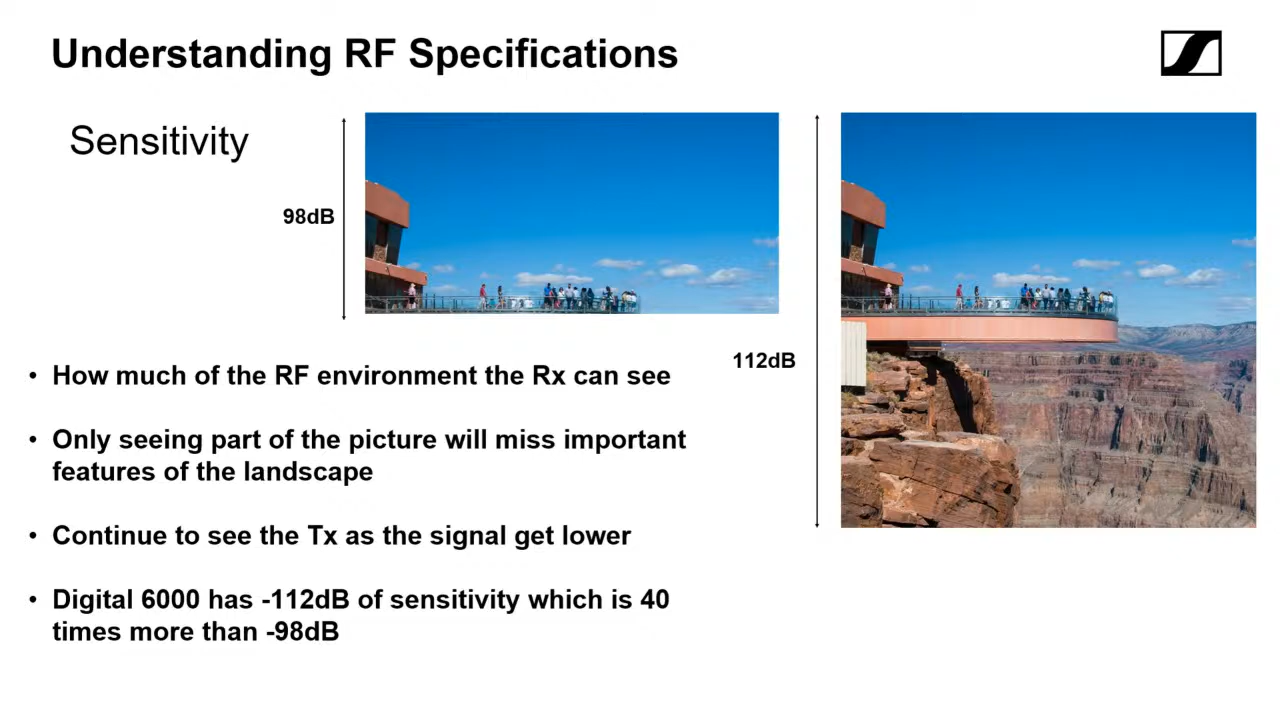 Understanding RF Specifications
Sensitivity
98dB
112dB
• How much of the RF environment the Rx can see
• Only seeing part of the picture will miss important
features of the landscape
• Continue to see the Tx as the signal get lower
• Digital 6000 has -112dB of sensitivity which is 40
times more than -98dB